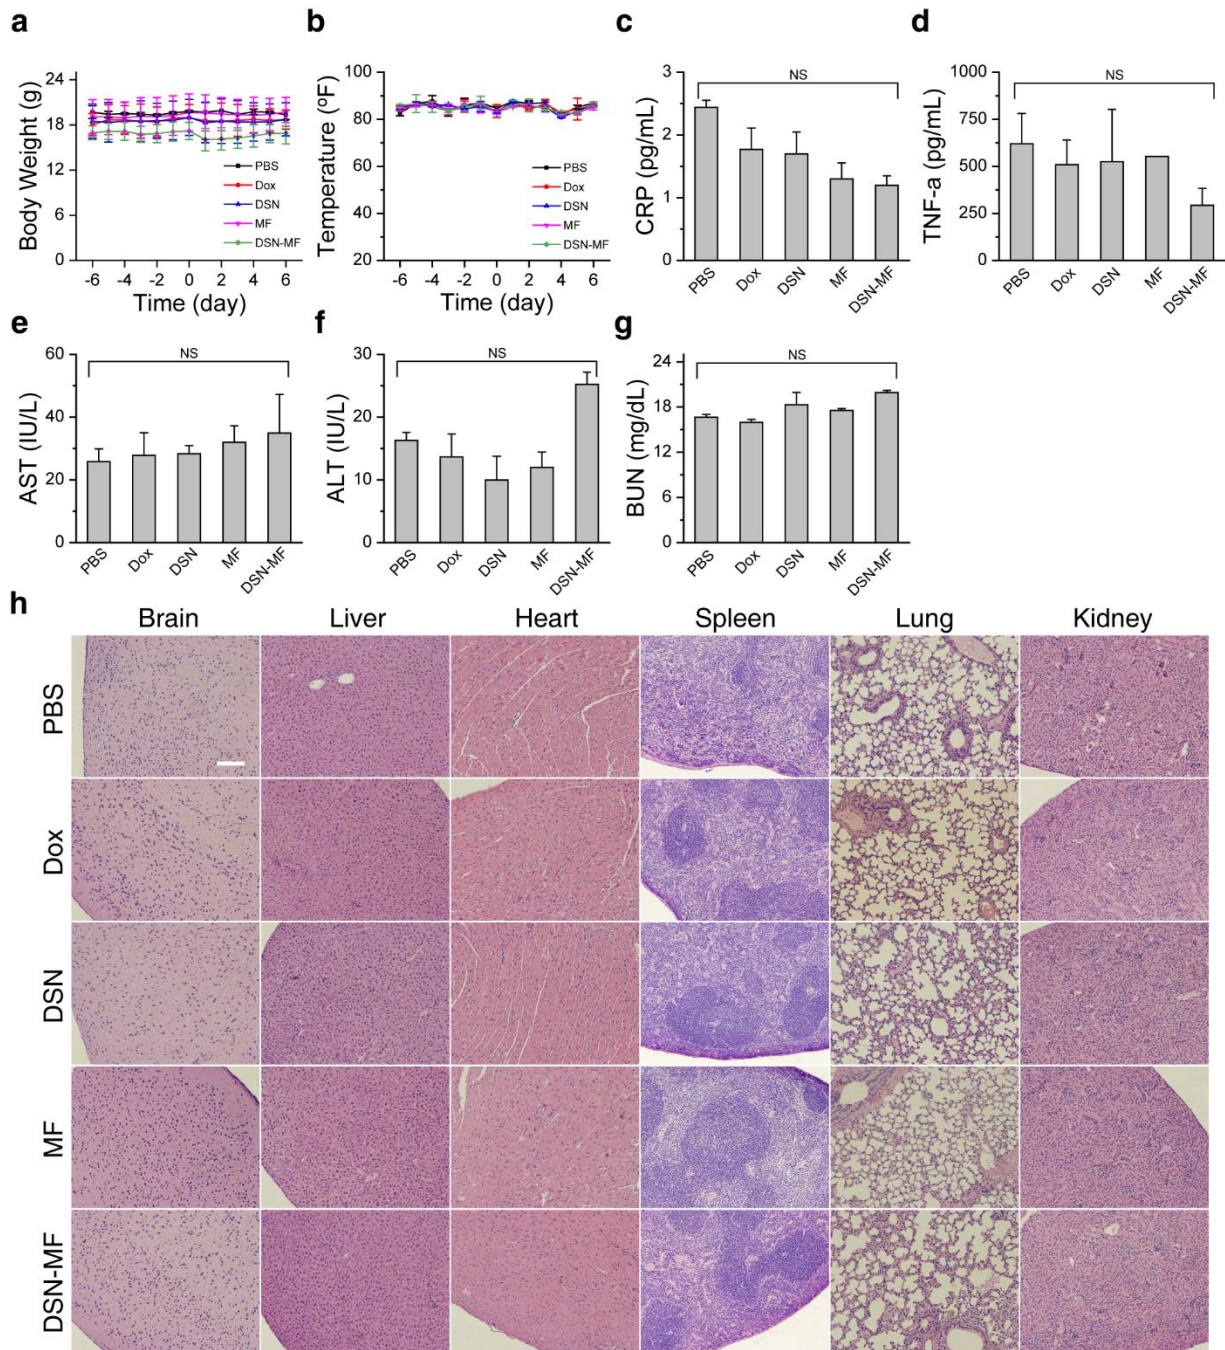 a
b
c
d
Body Weight (g)
24
18
12
6
0
PBS
Dox
DSN
MF
DSN-MF
-6 -4 -2 0 2 4 6
Time (day)
Temperature (ºF)
100
80
60
40
20
PBS
Dox
DSN
MF
DSN-MF
-6 -4 -2 0 2 4 6
Time (day)
CRP (pg/mL)
3
2
1
0
NS
PBS Dox DSN MF DSN-MF
TNF-a (pg/mL)
1000
750
500
250
0
NS
PBS Dox DSN MF DSN-MF
e
f
g
AST (IU/L)
60
40
20
0
NS
PBS Dox DSN MF DSN-MF
ALT (IU/L)
30
20
10
0
NS
PBS Dox DSN MF DSN-MF
BUN (mg/dL)
24
18
12
6
0
NS
PBS Dox DSN MF DSN-MF
h
Brain Liver Heart Spleen Lung Kidney
PBS
Dox
DSN
MF
DSN-MF